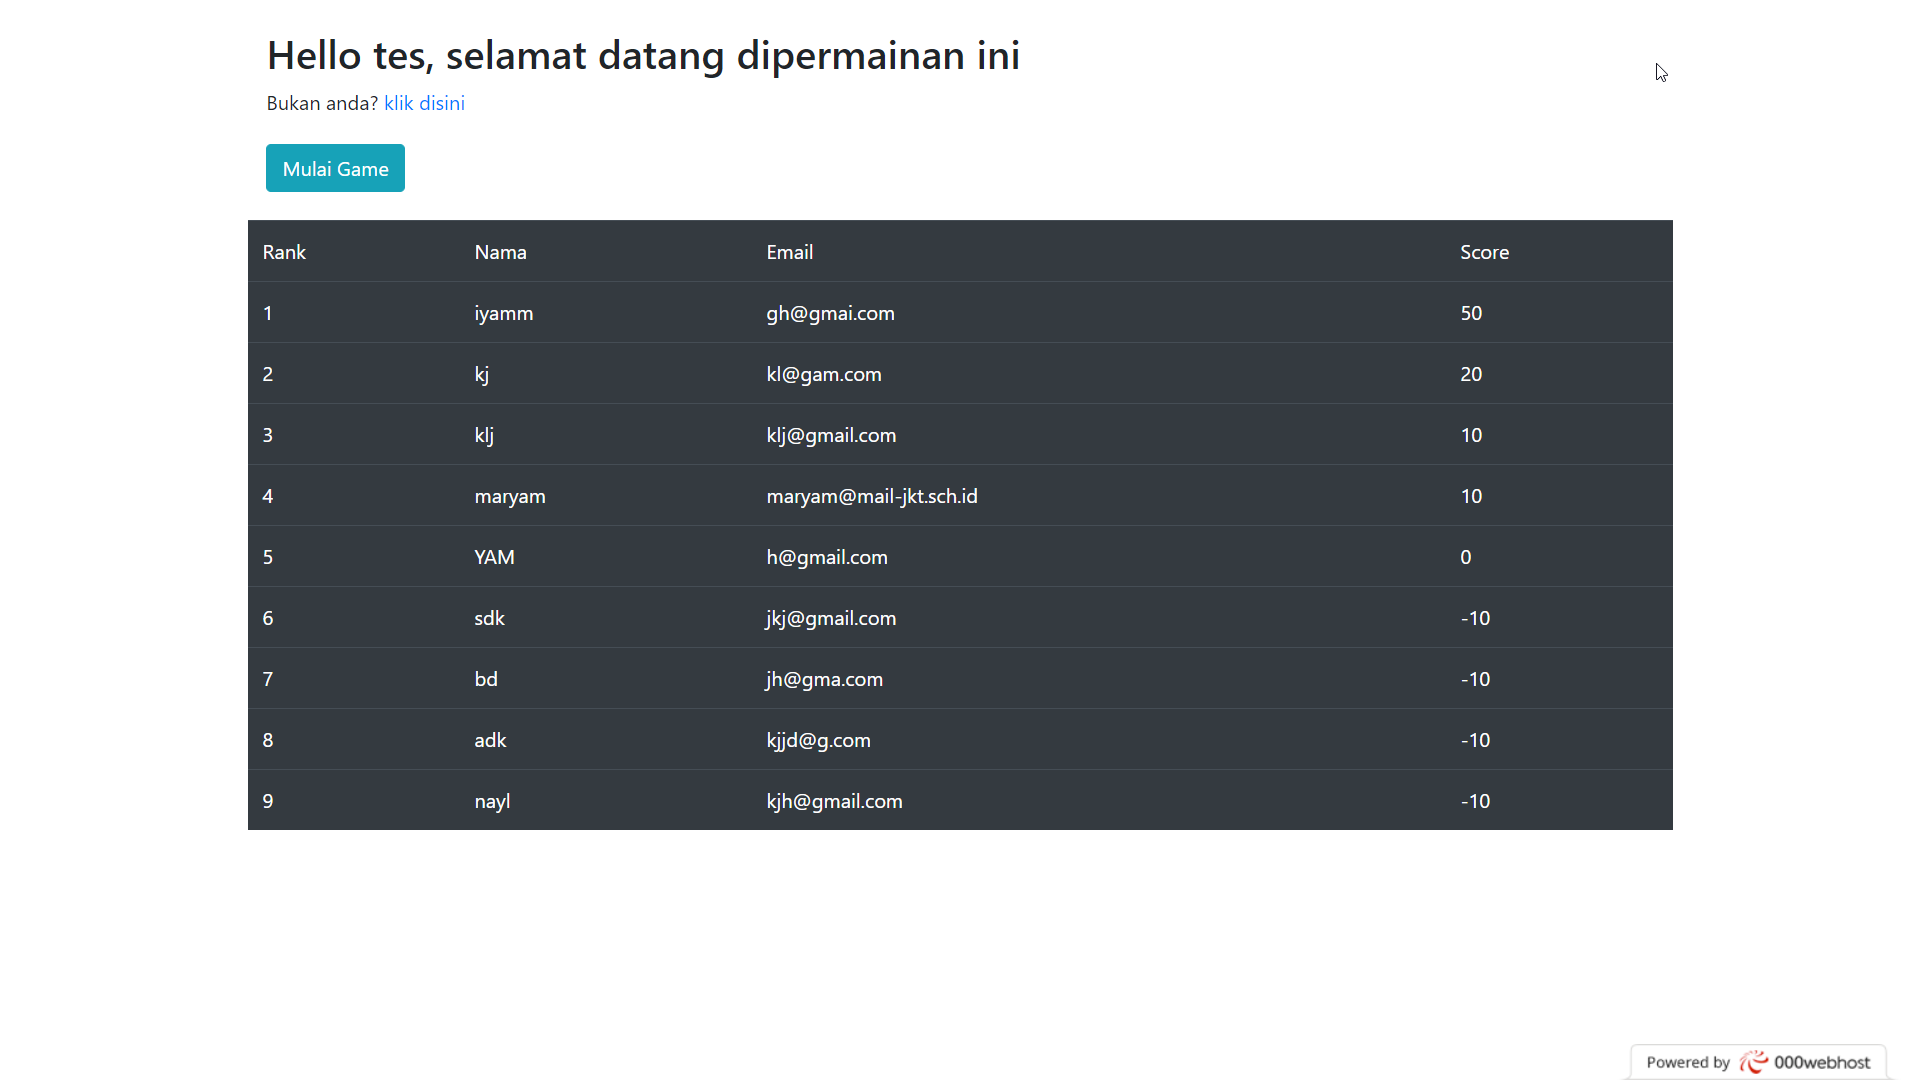 Hello tes, selamat datang dipermainan ini
Bukan anda? klik disini
Mulai Game
Rank Nama Email Score
1 iyamm gh@gmai.com 50
2 kj kl@gam.com 20
3 klj klj@gmail.com 10
4 maryam maryam@mail-jkt.sch.id 10
5 YAM h@gmail.com 0
6 sdk jkj@gmail.com -10
7 bd jh@gma.com -10
8 adk kjjd@g.com -10
9 nayl kjh@gmail.com -10
Powered by 000webhost